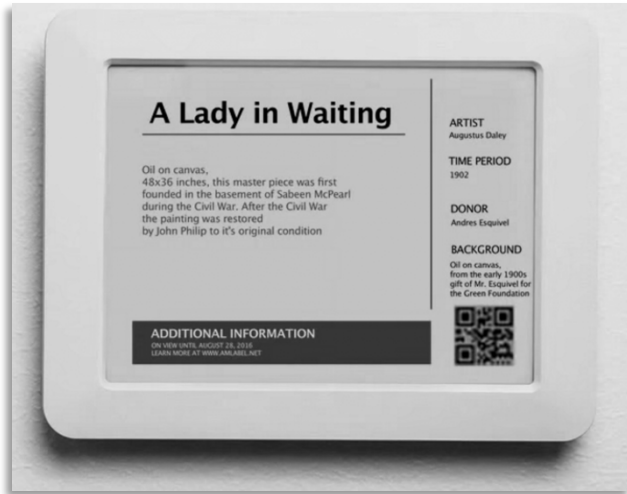 A Lady in Waiting
Oil on canvas,
48x36 inches, this master piece was first
founded in the basement of Sabeen McPearl
during the Civil War. After the Civil War
the painting was restored
by John Philip to it's original condition
ADDITIONAL INFORMATION
ON VIEW UNTIL AUGUST 28, 2016
LEARN MORE AT WWW.AMLABEL.NET
ARTIST
Augustus Daley
TIME PERIOD
1902
DONOR
Andres Esquivel
BACKGROUND
Oil on canvas,
from the early 1900s
gift of Mr. Esquivel for
the Green Foundation